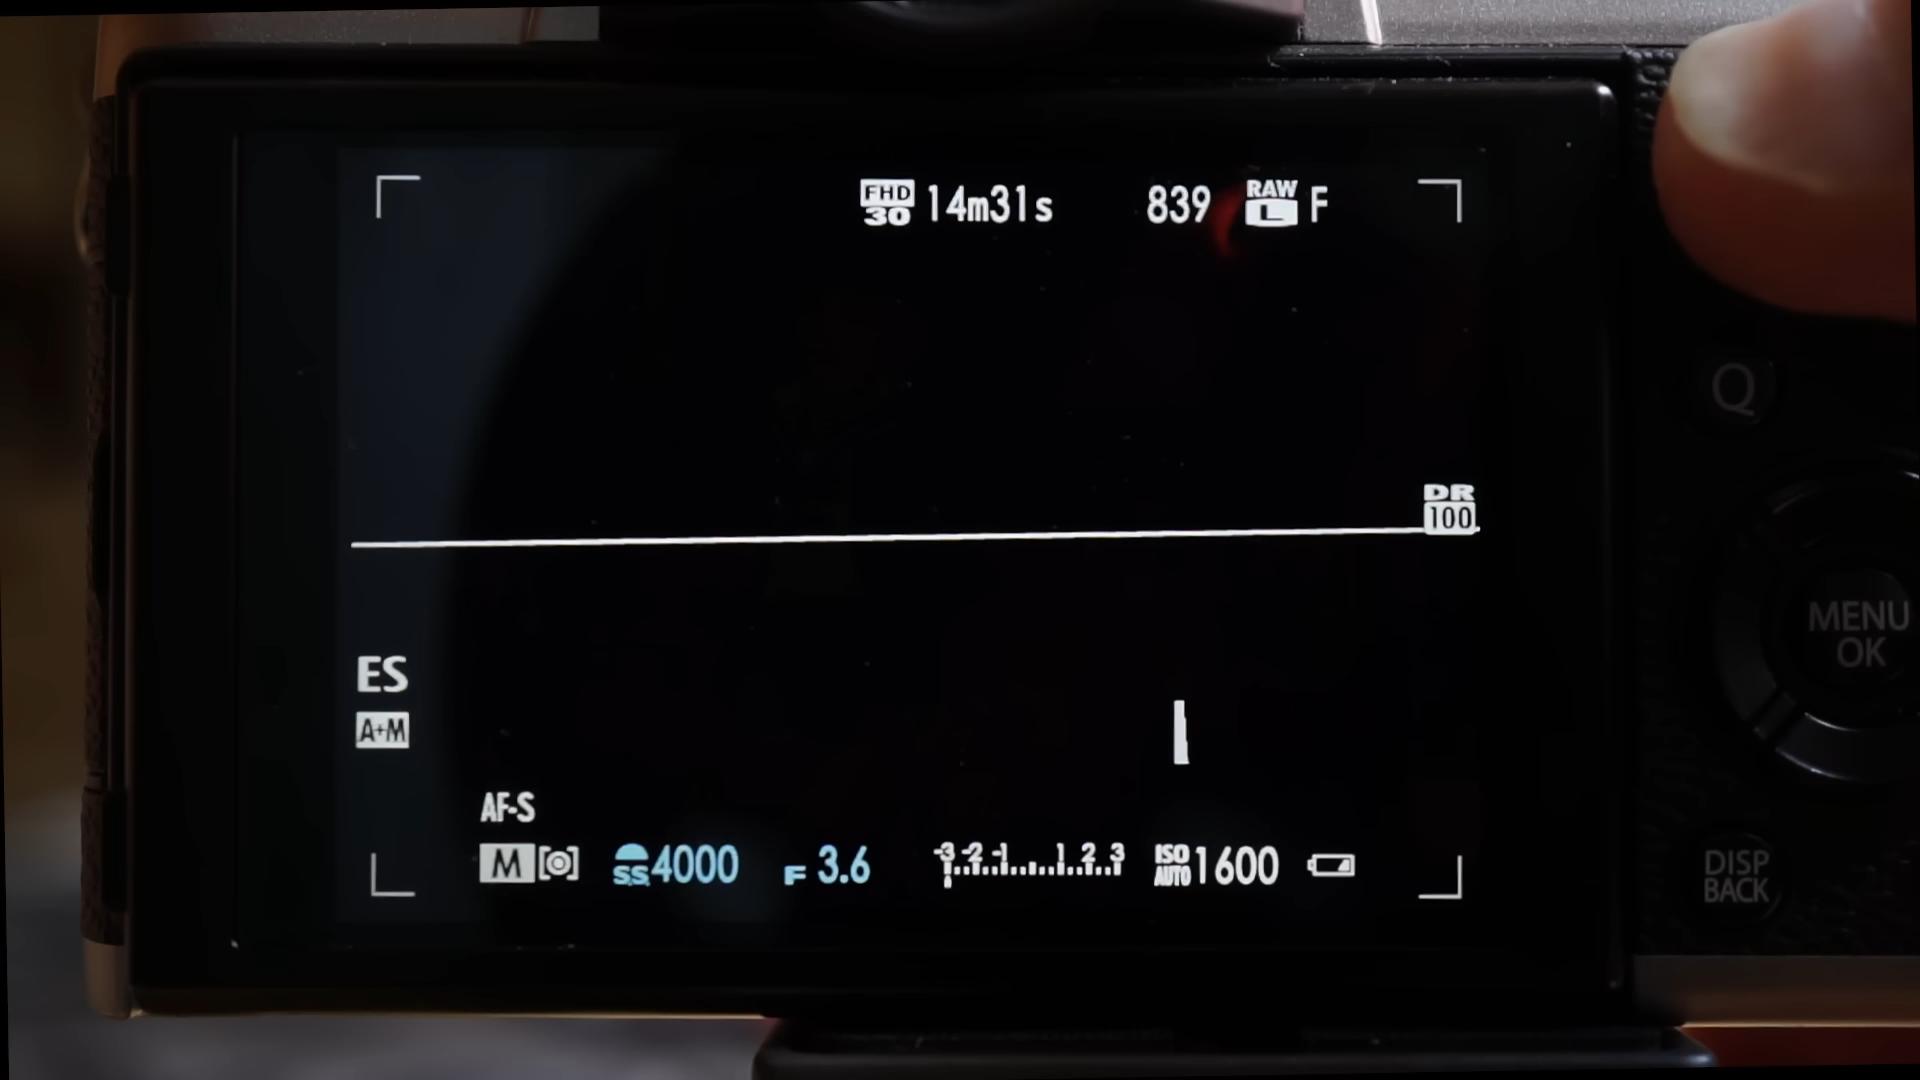 FHD 30 14m31s 839 RAW L F
DR 100
ES
A+M
AF-S
M S.S. 4000 F 3.6 -3 -2 -1 1 2 3 ISO AUTO 1600
Q
MENU OK
DISP BACK